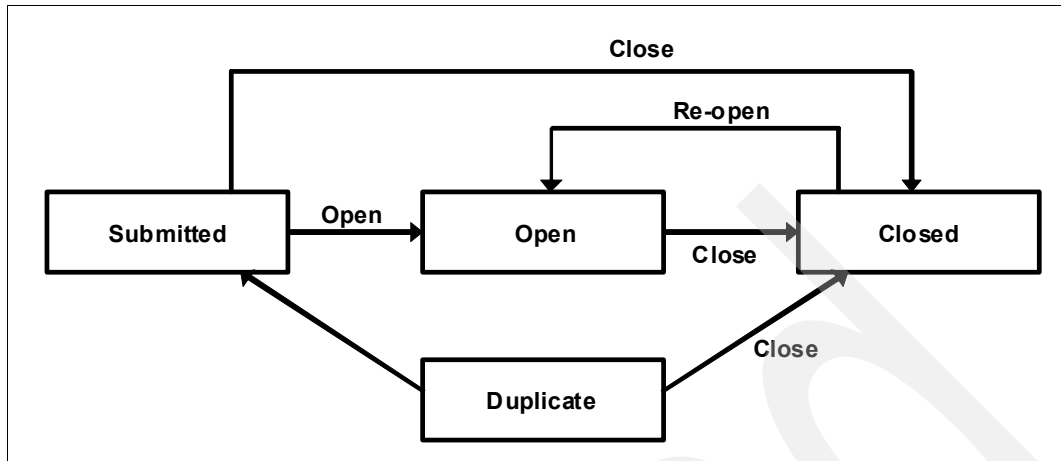 Close
Re-open
Submitted
Open
Open
Close
Closed
Close
Duplicate